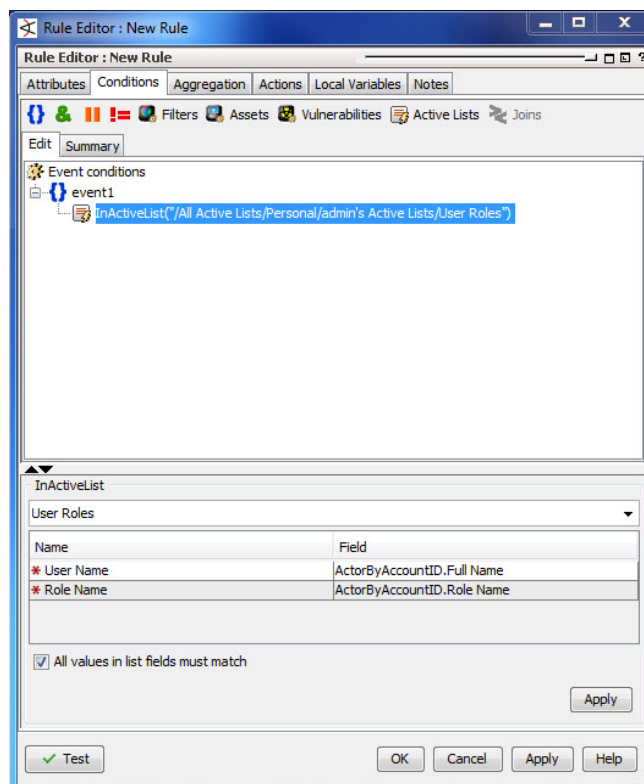 Rule Editor : New Rule
Rule Editor : New Rule
Attributes Conditions Aggregation Actions Local Variables Notes
{} & != Filters Assets Vulnerabilities Active Lists Joins
Edit Summary
Event conditions
{} event1
InActiveList("/All Active Lists/Personal/admin's Active Lists/User Roles")
InActiveList
User Roles
Name Field
* User Name ActorByAccountID.Full Name
* Role Name ActorByAccountID.Role Name
All values in list fields must match
Apply
Test OK Cancel Apply Help